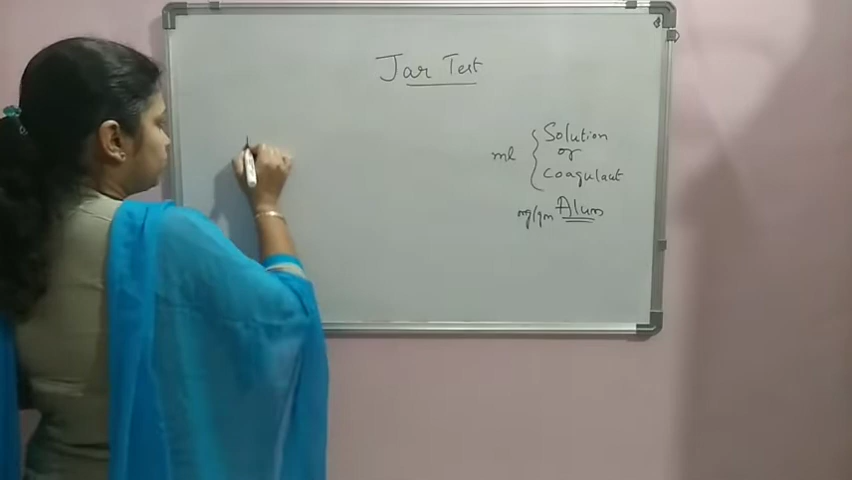 Jar Test
Solution
ml
or
coagulant
mg/gm Alum